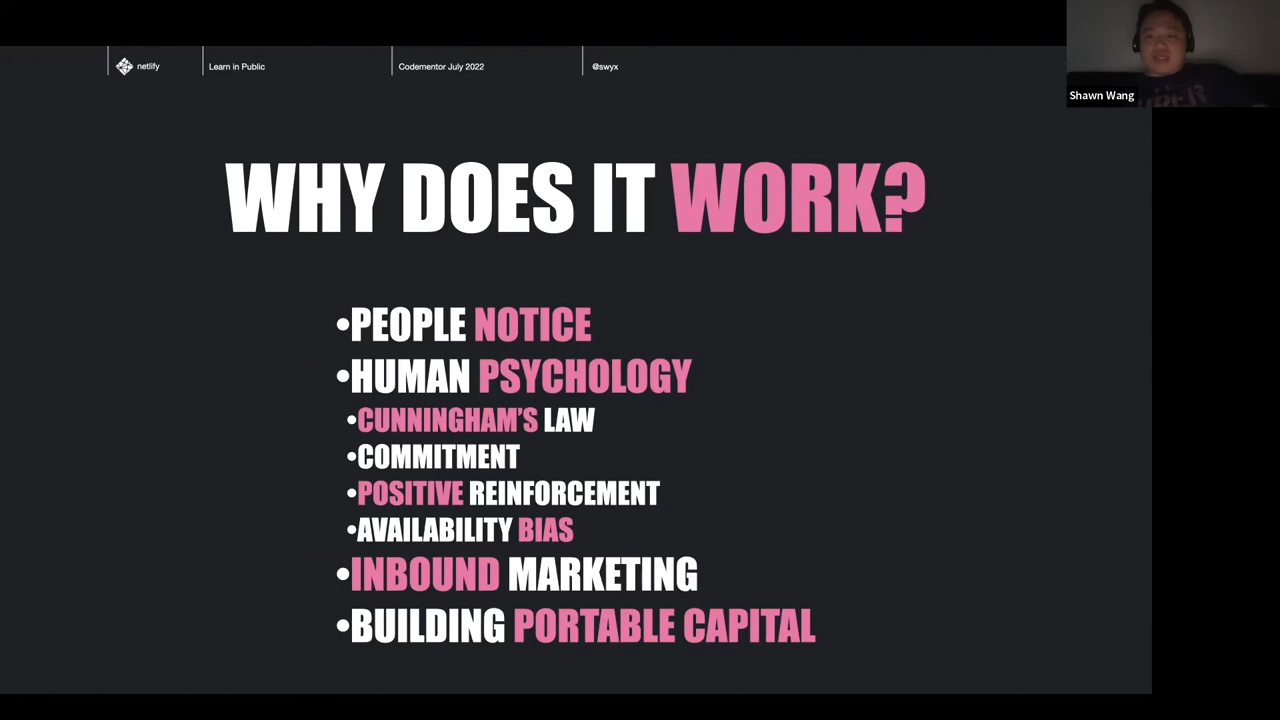 netlify
Learn in Public
Codementor July 2022
@swyx
Shawn Wang
WHY DOES IT WORK?
•PEOPLE NOTICE
•HUMAN PSYCHOLOGY
•CUNNINGHAM'S LAW
•COMMITMENT
•POSITIVE REINFORCEMENT
•AVAILABILITY BIAS
•INBOUND MARKETING
•BUILDING PORTABLE CAPITAL